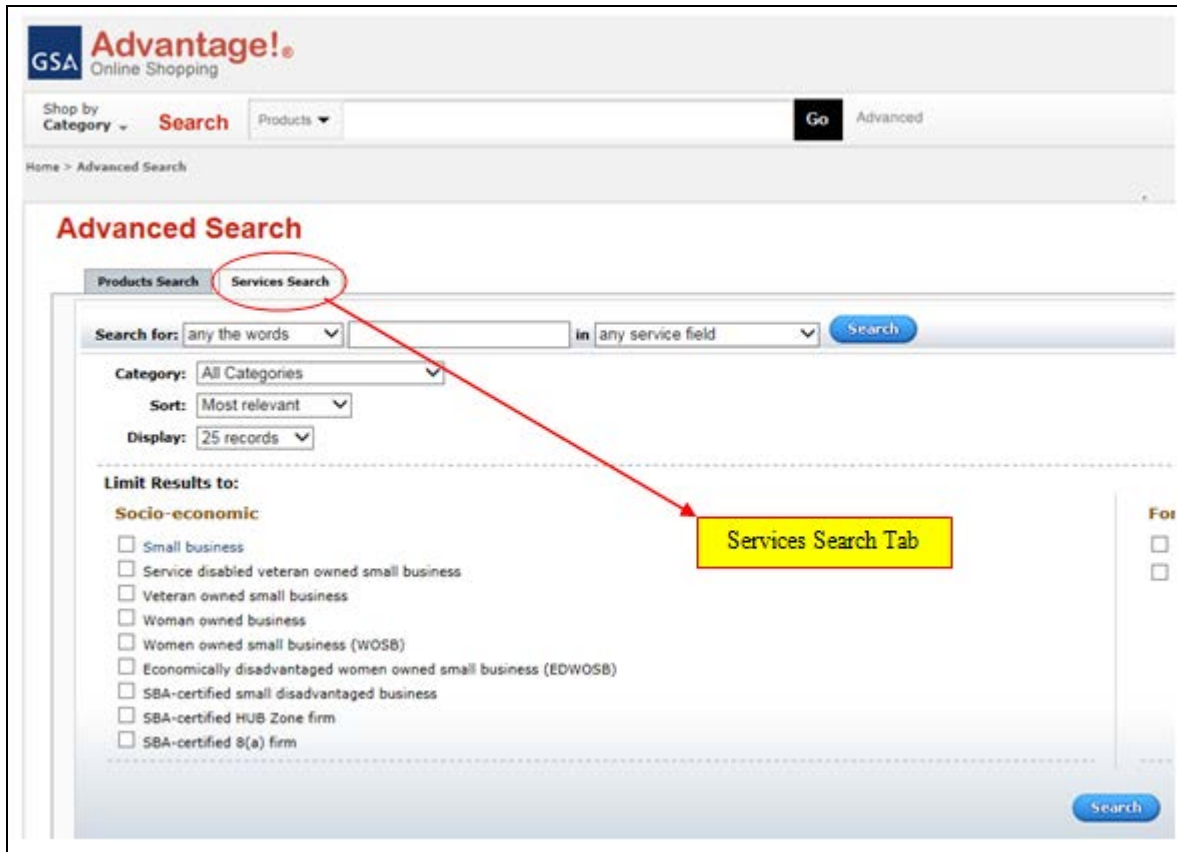 GSA Advantage!®
Online Shopping
Shop by
Category Search Products Go Advanced
Home > Advanced Search
Advanced Search
Products Search Services Search
Search for: any the words in any service field Search
Category: All Categories
Sort: Most relevant
Display: 25 records
Limit Results to:
Socio-economic For
Services Search Tab
Small business
Service disabled veteran owned small business
Veteran owned small business
Woman owned business
Women owned small business (WOSB)
Economically disadvantaged women owned small business (EDWOSB)
SBA-certified small disadvantaged business
SBA-certified HUB Zone firm
SBA-certified 8(a) firm
Search